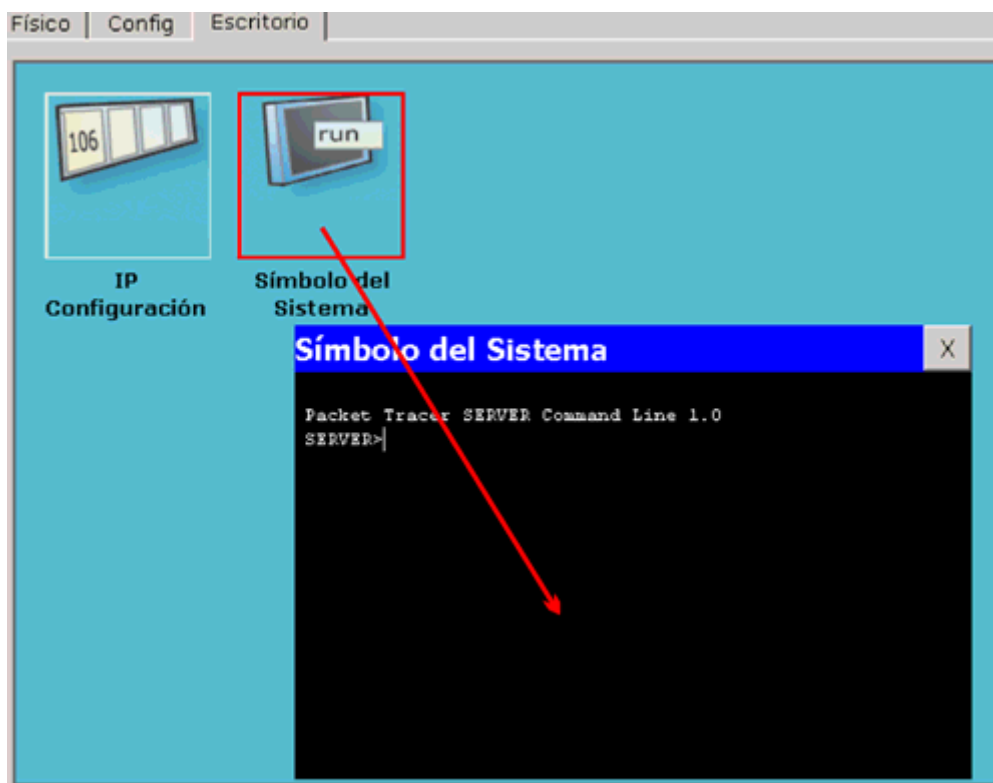 Físico Config Escritorio
106
run
IP
Configuración
Símbolo del
Sistema
Símbolo del Sistema X
Packet Tracer SERVER Command Line 1.0
SERVER>